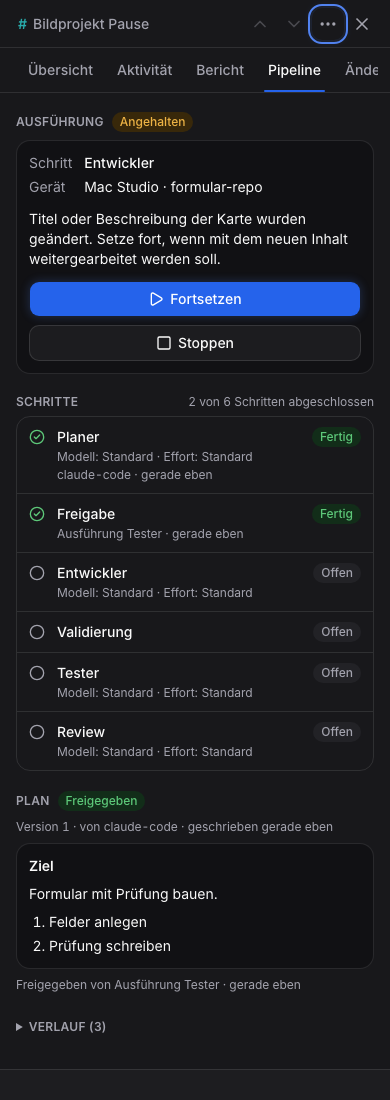 # Bildprojekt Pause
Übersicht Aktivität Bericht Pipeline Ände
AUSFÜHRUNG Angehalten
Schritt Entwickler
Gerät Mac Studio · formular-repo
Titel oder Beschreibung der Karte wurden
geändert. Setze fort, wenn mit dem neuen Inhalt
weitergearbeitet werden soll.
Fortsetzen
Stoppen
SCHRITTE 2 von 6 Schritten abgeschlossen
Planer Fertig
Modell: Standard · Effort: Standard
claude-code · gerade eben
Freigabe Fertig
Ausführung Tester · gerade eben
Entwickler Offen
Modell: Standard · Effort: Standard
Validierung Offen
Tester Offen
Modell: Standard · Effort: Standard
Review Offen
Modell: Standard · Effort: Standard
PLAN Freigegeben
Version 1 · von claude-code · geschrieben gerade eben
Ziel
Formular mit Prüfung bauen.
1. Felder anlegen
2. Prüfung schreiben
Freigegeben von Ausführung Tester · gerade eben
VERLAUF (3)